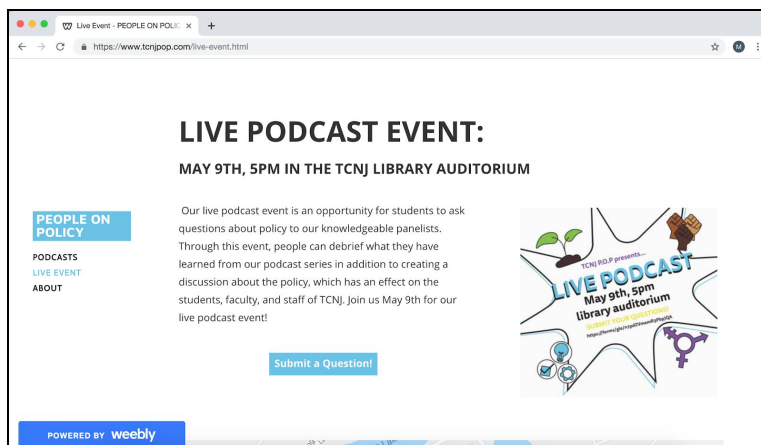 Live Event - PEOPLE ON POLIC
https://www.tcnjpop.com/live-event.html
M
LIVE PODCAST EVENT:
MAY 9TH, 5PM IN THE TCNJ LIBRARY AUDITORIUM
PEOPLE ON
POLICY
PODCASTS
LIVE EVENT
ABOUT
Our live podcast event is an opportunity for students to ask
questions about policy to our knowledgeable panelists.
Through this event, people can debrief what they have
learned from our podcast series in addition to creating a
discussion about the policy, which has an effect on the
students, faculty, and staff of TCNJ. Join us May 9th for our
live podcast event!
Submit a Question!
TCNJ P.O.P presents...
LIVE PODCAST
May 9th, 5pm
library auditorium
SUBMIT YOUR QUESTIONS!
POWERED BY weebly